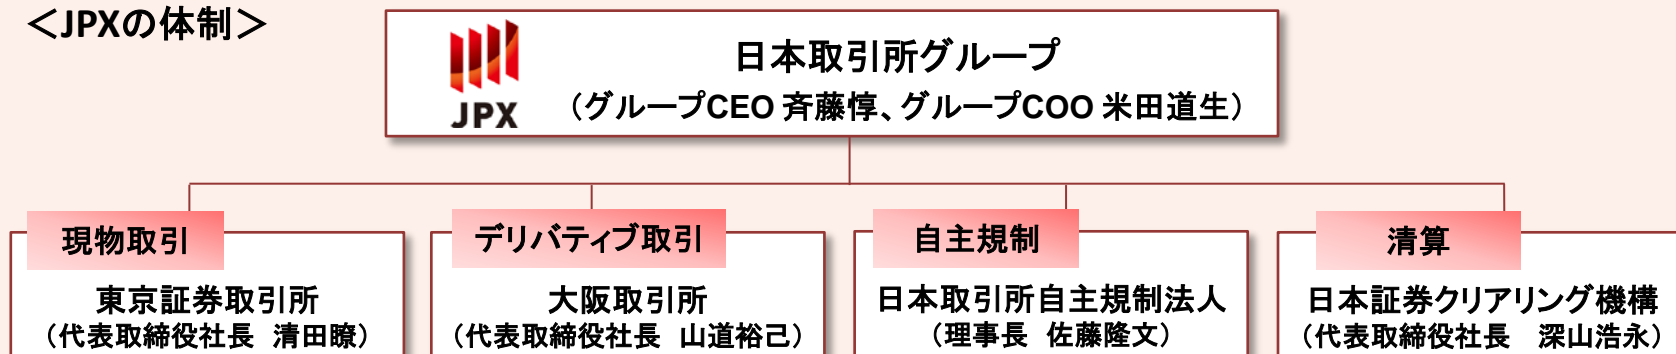 ＜JPXの体制＞
JPX
日本取引所グループ
（グループCEO 斉藤惇、グループCOO 米田道生）
現物取引
東京証券取引所
（代表取締役社長　清田瞭）
デリバティブ取引
大阪取引所
（代表取締役社長　山道裕己）
自主規制
日本取引所自主規制法人
（理事長　佐藤隆文）
清算
日本証券クリアリング機構
（代表取締役社長　深山浩永）